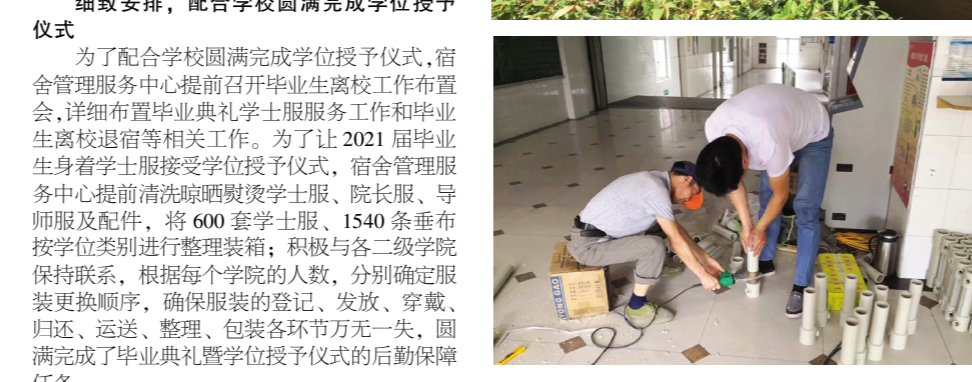 细致安排，配合学校圆满完成学位授予
仪式
为了配合学校圆满完成学位授予仪式，宿
舍管理服务中心提前召开毕业生离校工作布置
会，详细布置毕业典礼学士服服务工作和毕业
生离校退宿等相关工作。为了让 2021 届毕业
生身着学士服接受学位授予仪式，宿舍管理服
务中心提前清洗晾晒熨烫学士服、院长服、导
师服及配件，将 600 套学士服、1540 条垂布
按学位类别进行整理装箱；积极与各二级学院
保持联系，根据每个学院的人数，分别确定服
装更换顺序，确保服装的登记、发放、穿戴、
归还、运送、整理、包装各环节万无一失，圆
满完成了毕业典礼暨学位授予仪式的后勤保障
任务
TONG GAO